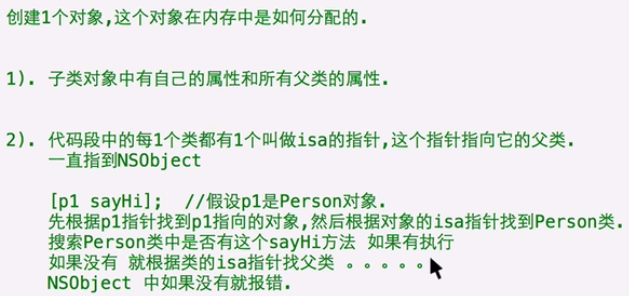 创建1个对象,这个对象在内存中是如何分配的.
1). 子类对象中有自己的属性和所有父类的属性.
2). 代码段中的每1个类都有1个叫做isa的指针,这个指针指向它的父类.
一直指到NSObject
[p1 sayHi];  //假设p1是Person对象.
先根据p1指针找到p1指向的对象,然后根据对象的isa指针找到Person类.
搜索Person类中是否有这个sayHi方法 如果有执行
如果没有 就根据类的isa指针找父类 。。。。。
NSObject 中如果没有就报错.